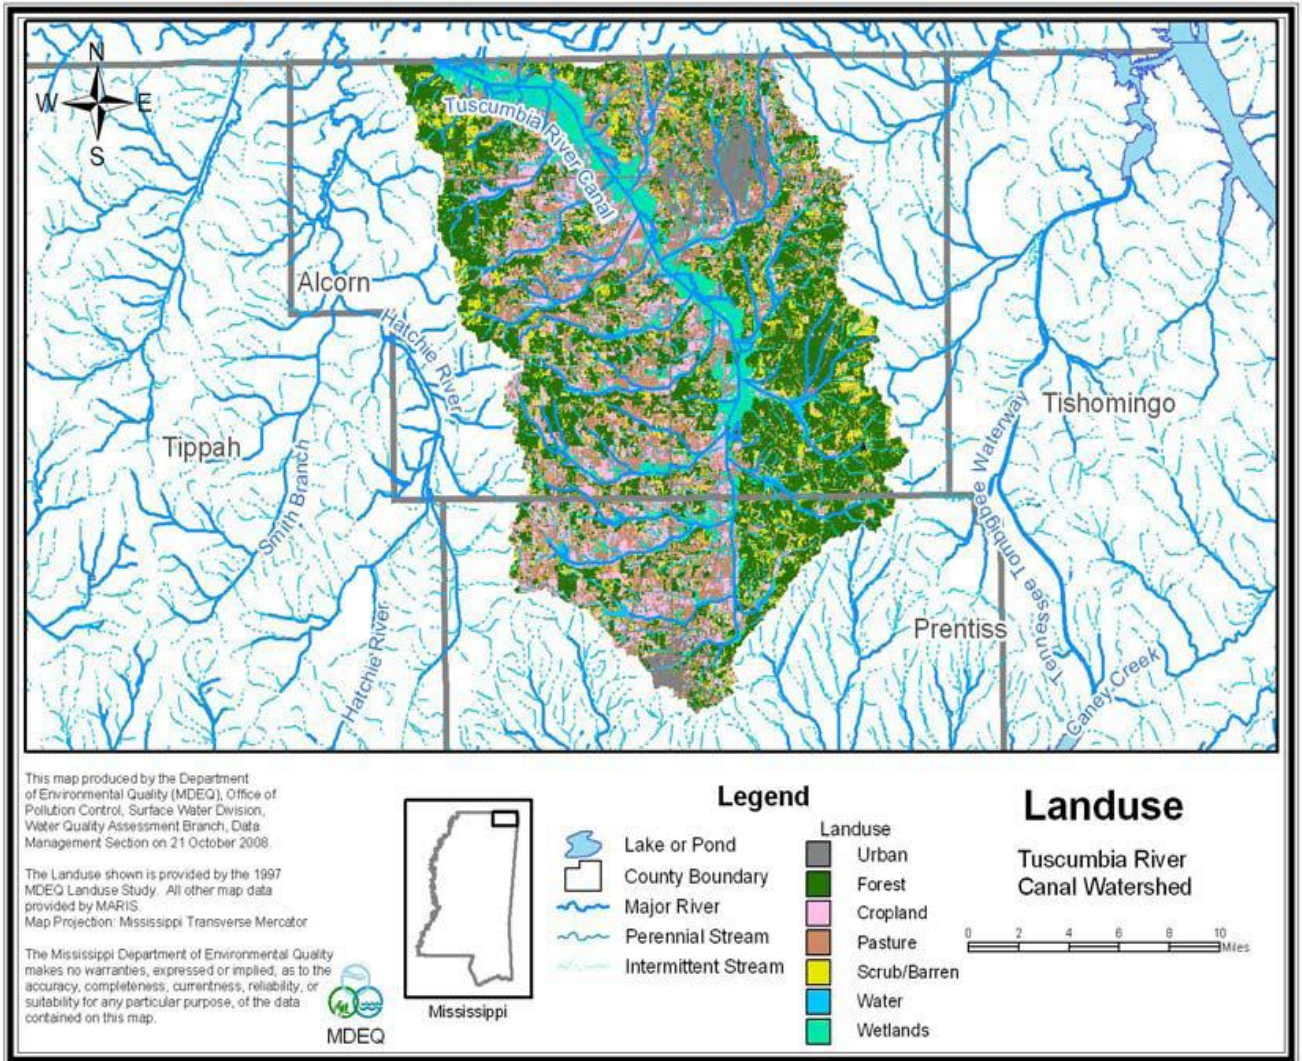 N
W E
S
Tuscumbia River Canal
Alcorn
Hatchie River
Tippah
Smith Branch
Hatchie River
Tishomingo
Tennessee Tombigbee Waterway
Prentiss
Caney Creek
This map produced by the Department
of Environmental Quality (MDEQ), Office of
Pollution Control, Surface Water Division,
Water Quality Assessment Branch, Data
Management Section on 21 October 2008.
The Landuse shown is provided by the 1997
MDEQ Landuse Study. All other map data
provided by MARIS.
Map Projection: Mississippi Transverse Mercator
The Mississippi Department of Environmental Quality
makes no warranties, expressed or implied, as to the
accuracy, completeness, currentness, reliability, or
suitability for any particular purpose, of the data
contained on this map.
MDEQ
Mississippi
Legend
Lake or Pond
County Boundary
Major River
Perennial Stream
Intermittent Stream
Landuse
Urban
Forest
Cropland
Pasture
Scrub/Barren
Water
Wetlands
Landuse
Tuscumbia River
Canal Watershed
0 2 4 6 8 10
Miles